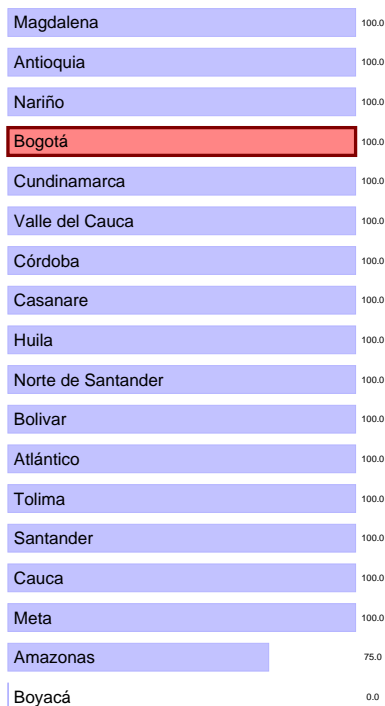 Magdalena 100.0
Antioquia 100.0
Nariño 100.0
Bogotá 100.0
Cundinamarca 100.0
Valle del Cauca 100.0
Córdoba 100.0
Casanare 100.0
Huila 100.0
Norte de Santander 100.0
Bolivar 100.0
Atlántico 100.0
Tolima 100.0
Santander 100.0
Cauca 100.0
Meta 100.0
Amazonas 75.0
Boyacá 0.0